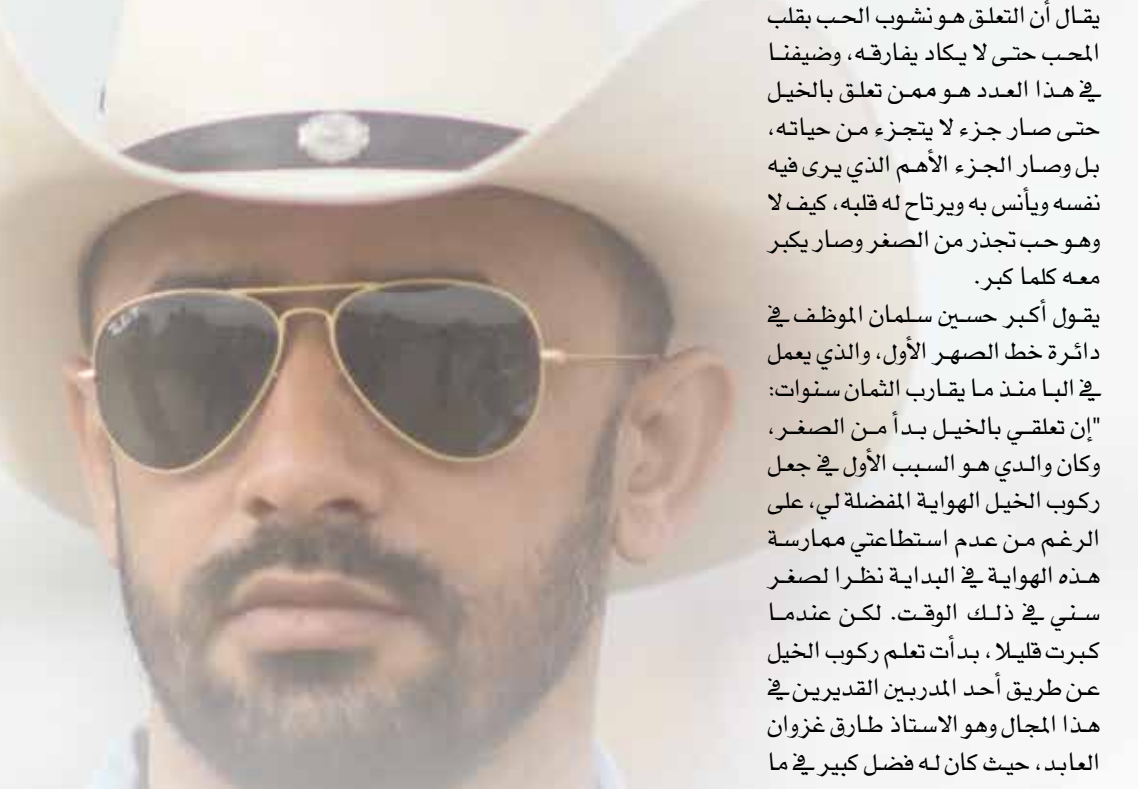 يقال أن التعلق هو نشوب الحب بقلب
المحب حتى لا يكاد يفارقه، وضيفنا
في هذا العدد هو ممن تعلق بالخيل
حتى صار جزء لا يتجزء من حياته،
بل وصار الجزء الأهم الذي يرى فيه
نفسه ويأنس به ويرتاح له قلبه، كيف لا
وهو حب تجذر من الصغر وصار يكبر
معه كلما كبر.
يقول أكبر حسين سلمان الموظف في
دائرة خط الصهر الأول، والذي يعمل
في البا منذ ما يقارب الثمان سنوات:
"إن تعلقي بالخيل بدأ من الصغر،
وكان والدي هو السبب الأول في جعل
ركوب الخيل الهواية المفضلة لي، على
الرغم من عدم استطاعتي ممارسة
هذه الهواية في البداية نظرا لصغر
سني في ذلك الوقت. لكن عندما
كبرت قليلا، بدأت تعلم ركوب الخيل
عن طريق أحد المدربين القديرين في
هذا المجال وهو الاستاذ طارق غزوان
العابد، حيث كان له فضل كبير في ما